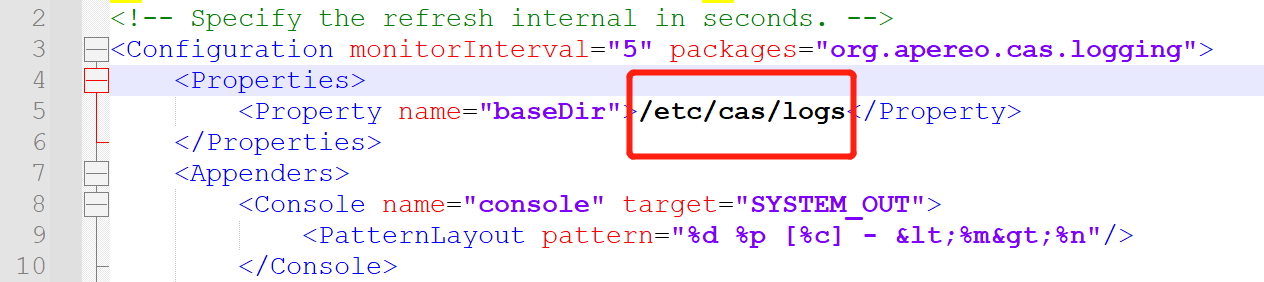 2 <!-- Specify the refresh internal in seconds. -->
3 <Configuration monitorInterval="5" packages="org.apereo.cas.logging">
4 <Properties>
5 <Property name="baseDir">/etc/cas/logs</Property>
6 </Properties>
7 <Appenders>
8 <Console name="console" target="SYSTEM_OUT">
9 <PatternLayout pattern="%d %p [%c] - &lt;%m&gt;%n"/>
10 </Console>